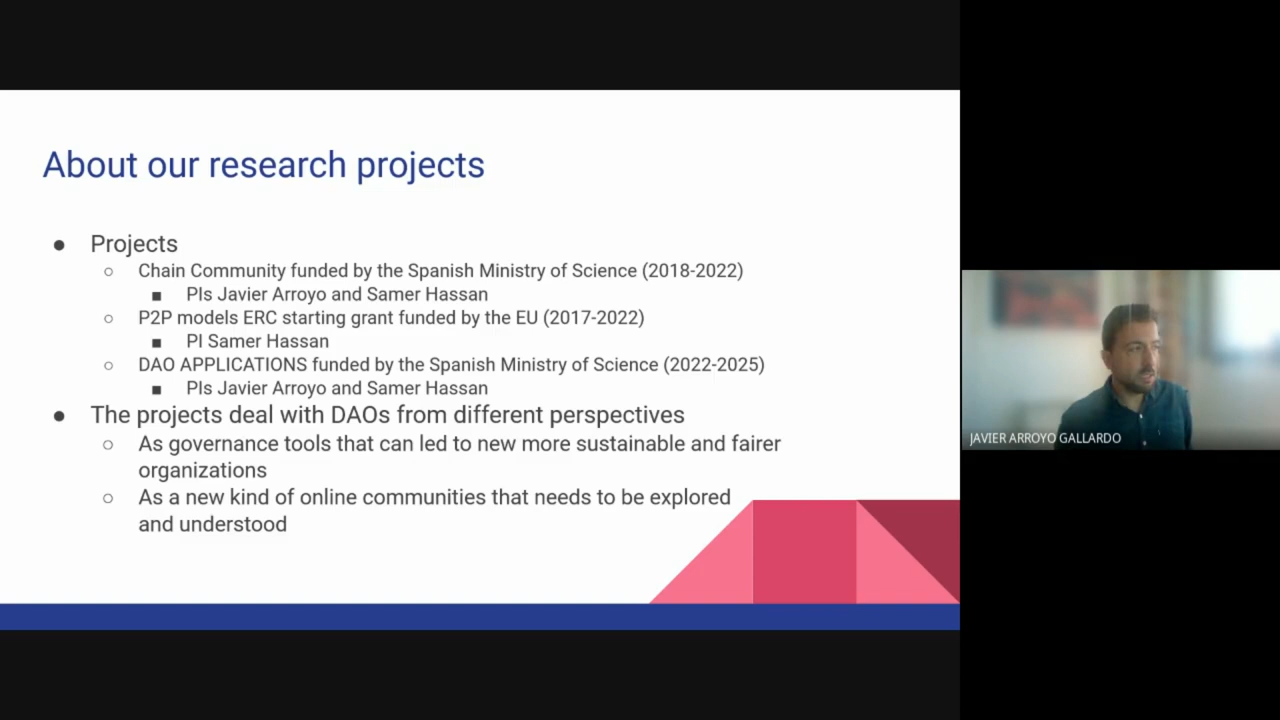 About our research projects
● Projects
○ Chain Community funded by the Spanish Ministry of Science (2018-2022)
■ PIs Javier Arroyo and Samer Hassan
○ P2P models ERC starting grant funded by the EU (2017-2022)
■ PI Samer Hassan
○ DAO APPLICATIONS funded by the Spanish Ministry of Science (2022-2025)
■ PIs Javier Arroyo and Samer Hassan
● The projects deal with DAOs from different perspectives
○ As governance tools that can led to new more sustainable and fairer
organizations
○ As a new kind of online communities that needs to be explored
and understood
JAVIER ARROYO GALLARDO